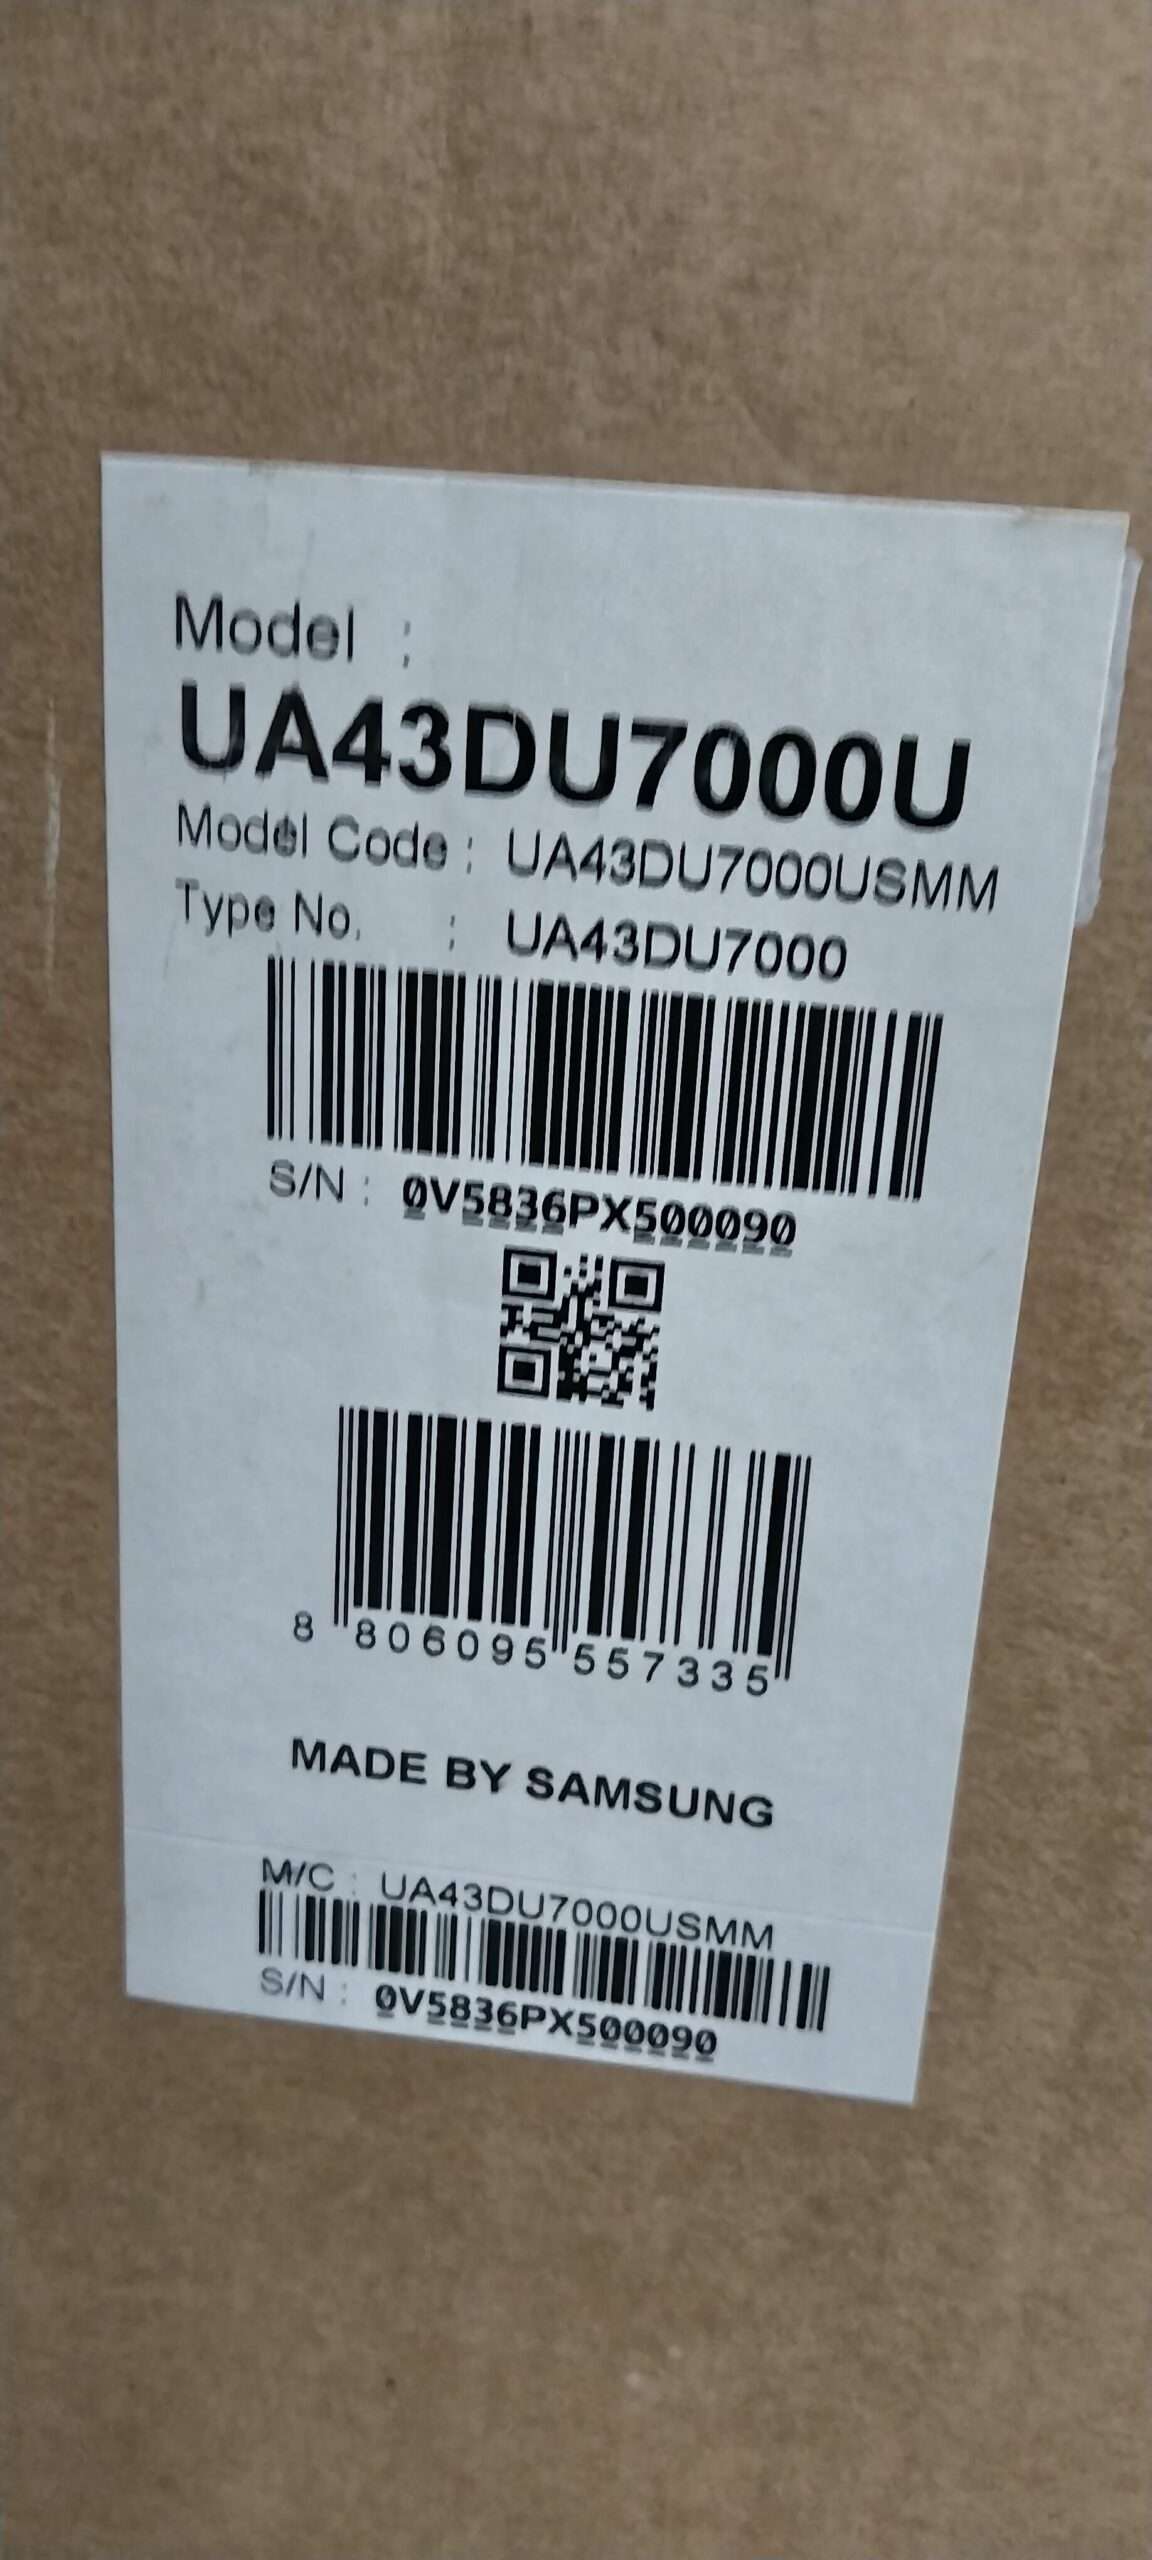 Model :
UA43DU7000U
Model Code : UA43DU7000USMM
Type No. : UA43DU7000
S/N : 0V5836PX500090
8 806095 557335
MADE BY SAMSUNG
M/C : UA43DU7000USMM
S/N : 0V5836PX500090